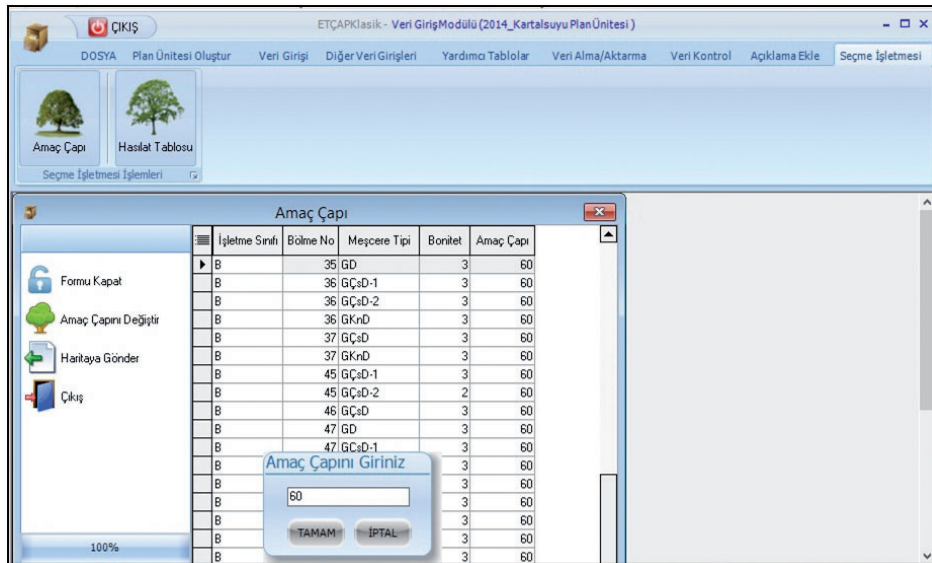 ÇIKIŞ ETÇAPKlasik - Veri Giriş Modülü (2014_Kartalsuyu Plan Ünitesi)
DOSYA Plan Ünitesi Oluştur Veri Girişi Diğer Veri Girişleri Yardımcı Tablolar Veri Alma/Aktarma Veri Kontrol Açıklama Ekle Seçme İşletmesi
Amaç Çapı Hasılat Tablosu
Seçme İşletmesi İşlemleri
Amaç Çapı
Formu Kapat
Amaç Çapını Değiştir
Haritaya Gönder
Çıkış
100%
İşletme Sınıfı Bölme No Meşcere Tipi Bonitet Amaç Çapı
B 35 GD 3 60
B 36 GÇsD-1 3 60
B 36 GÇsD-2 3 60
B 36 GKnD 3 60
B 37 GÇsD 3 60
B 37 GKnD 3 60
B 45 GÇsD-1 3 60
B 45 GÇsD-2 2 60
B 46 GÇsD 3 60
B 47 GD 3 60
B 47 GÇsD-1 3 60
B 3 60
B 3 60
B 3 60
B 3 60
B 3 60
B 3 60
Amaç Çapını Giriniz
60
TAMAM İPTAL